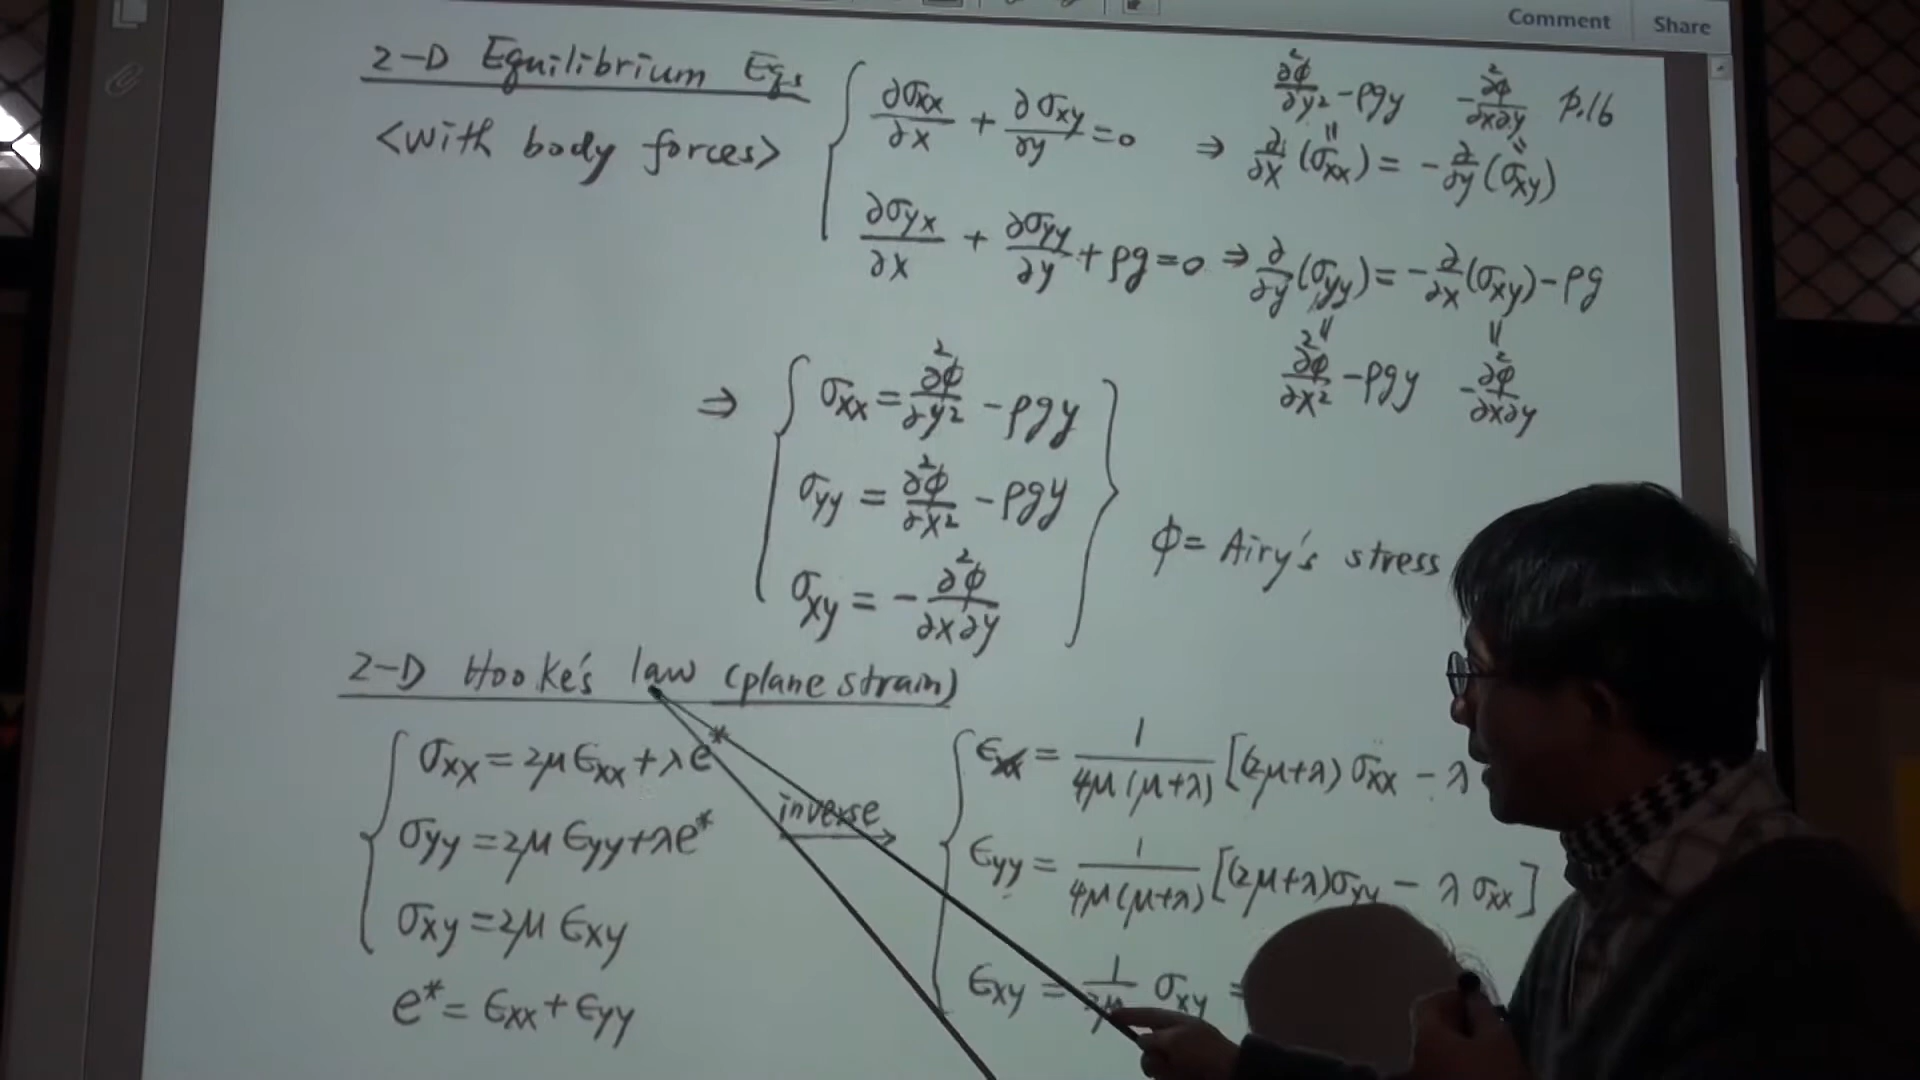 Comment Share
2-D Equilibrium Eqs
<with body forces>
∂σxx/∂x + ∂σxy/∂y = 0
∂²φ/∂y² - ρgy
-∂²φ/∂x∂y
p.16
⇒ ∂/∂x (σxx) = - ∂/∂y (σxy)
∂σyx/∂x + ∂σyy/∂y + ρg = 0 ⇒ ∂/∂y (σyy) = - ∂/∂x (σxy) - ρg
∂²φ/∂x² - ρgy
-∂²φ/∂x∂y
⇒ σxx = ∂²φ/∂y² - ρgy
σyy = ∂²φ/∂x² - ρgy
σxy = - ∂²φ/∂x∂y
φ = Airy's stress
2-D Hooke's law (plane strain)
σxx = 2μ ϵxx + λe*
σyy = 2μ ϵyy + λe*
σxy = 2μ ϵxy
e* = ϵxx + ϵyy
inverse
ϵxx = 1/4μ(μ+λ) [(2μ+λ) σxx - λ
ϵyy = 1/4μ(μ+λ) [(2μ+λ) σyy - λ σxx]
ϵxy = 1/2μ σxy =